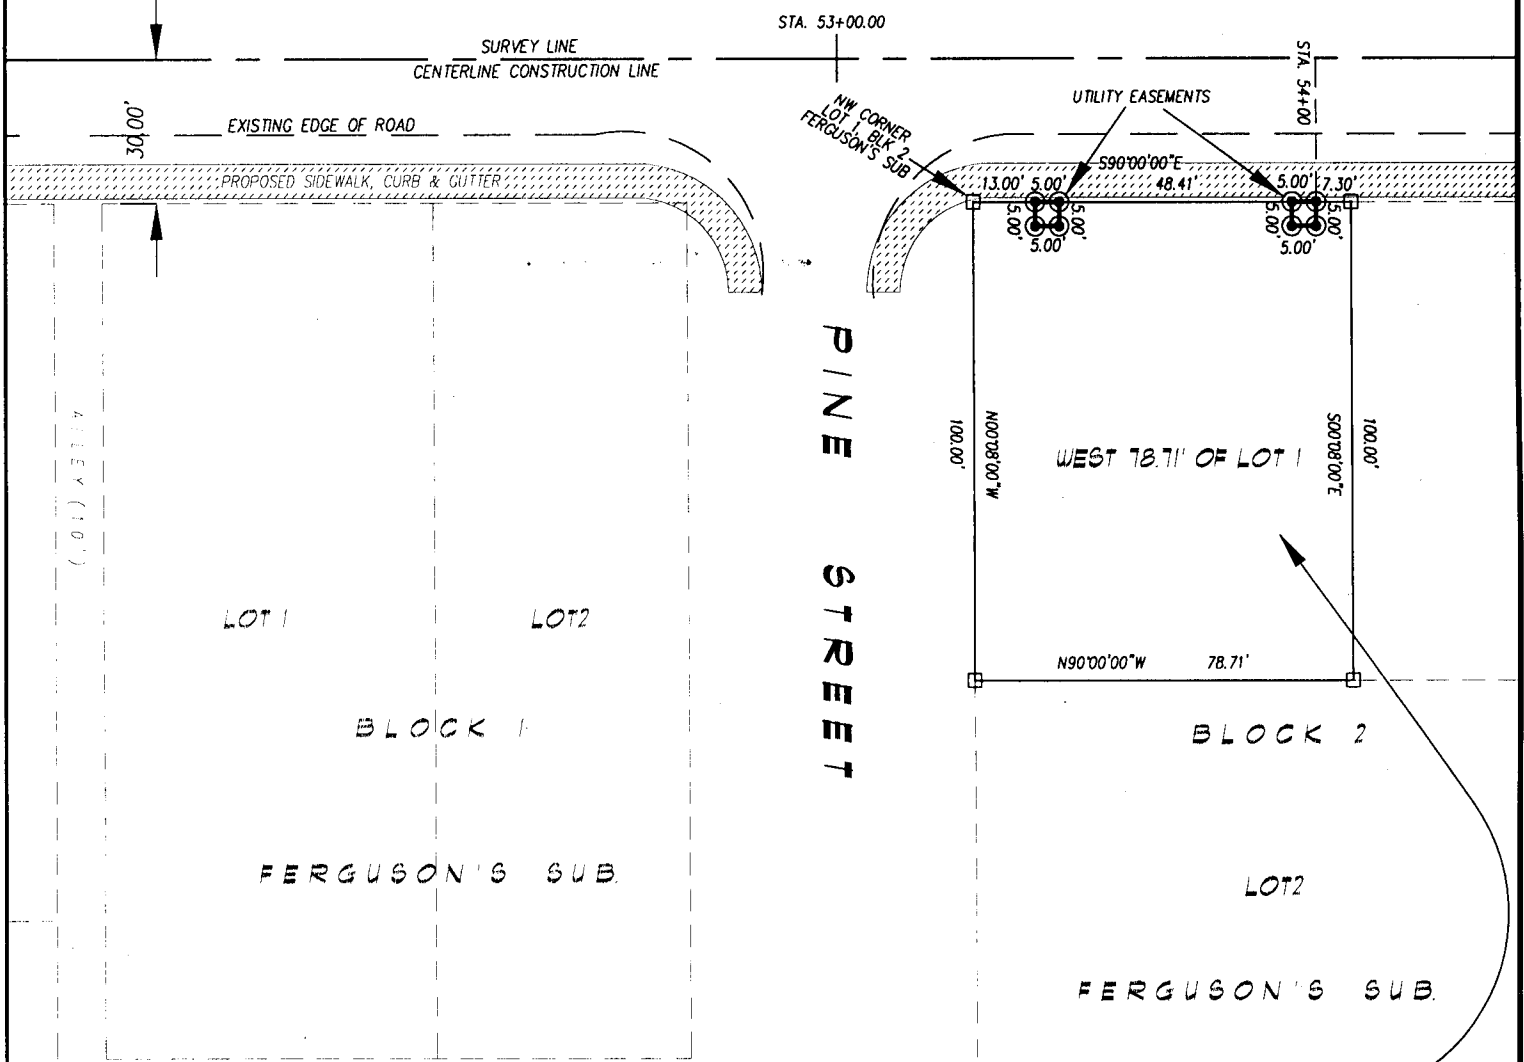 STA. 53+00.00
SURVEY LINE
CENTERLINE CONSTRUCTION LINE
STA. 54+00
30.00'
EXISTING EDGE OF ROAD
NW CORNER
LOT 1, BLK 2
FERGUSON'S SUB
UTILITY EASEMENTS
S90°00'00"E
PROPOSED SIDEWALK, CURB & GUTTER
13.00'
5.00'
48.41'
5.00'
7.30'
5.00'
5.00'
5.00'
5.00'
5.00'
5.00'
PINE STREET
ALLEY (10')
100.00'
N00°08'00"W
WEST 78.71' OF LOT 1
S00°08'00"E
100.00'
LOT 1
LOT2
N90°00'00"W
78.71'
BLOCK 1
BLOCK 2
FERGUSON'S SUB.
LOT2
FERGUSON'S SUB.